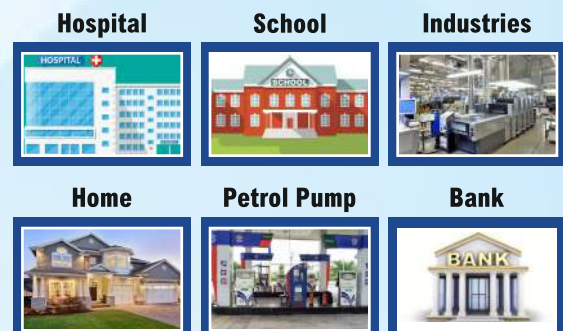 Hospital
School
Industries
HOSPITAL
SCHOOL
Home
Petrol Pump
Bank
BANK